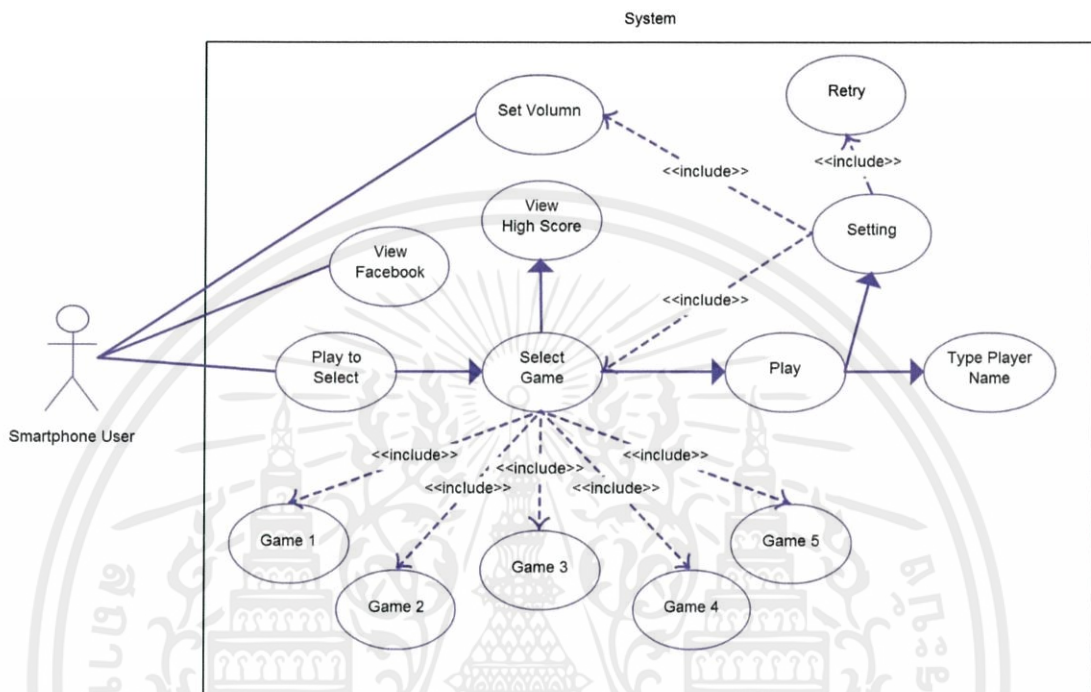 System
Set Volumn
Retry
<<include>>
<<include>>
View
High Score
Setting
View
Facebook
<<include>>
Play to
Select
Select
Game
Play
Type Player
Name
Smartphone User
<<include>>
<<include>>
<<include>>
<<include>>
<<include>>
Game 1
Game 2
Game 3
Game 4
Game 5